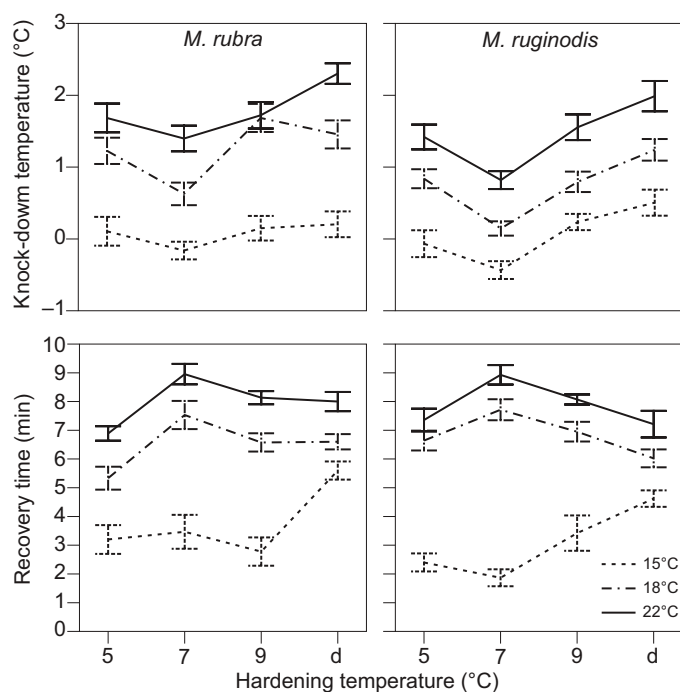 M. rubra
M. ruginodis
Knock-dowm temperature (°C)
3
2
1
0
–1
Recovery time (min)
10
9
8
7
6
5
4
3
2
1
0
15°C
18°C
22°C
5 7 9 d
5 7 9 d
Hardening temperature (°C)